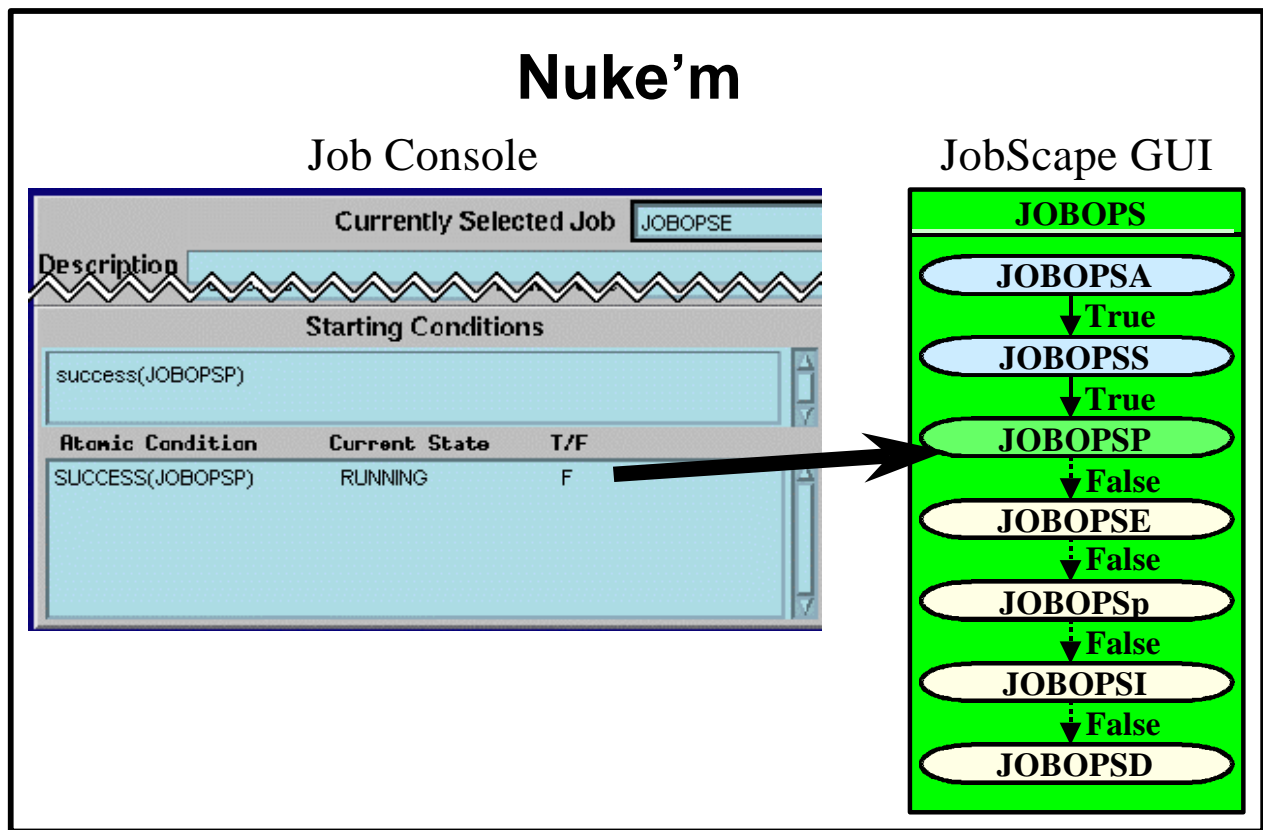 Nuke’m
Job Console
Currently Selected Job JOBOPSE
Description
Starting Conditions
success(JOBOPSP)
Atomic Condition Current State T/F
SUCCESS(JOBOPSP) RUNNING F
JobScape GUI
JOBOPS
JOBOPSA
True
JOBOPSS
True
JOBOPSP
False
JOBOPSE
False
JOBOPSp
False
JOBOPSI
False
JOBOPSD